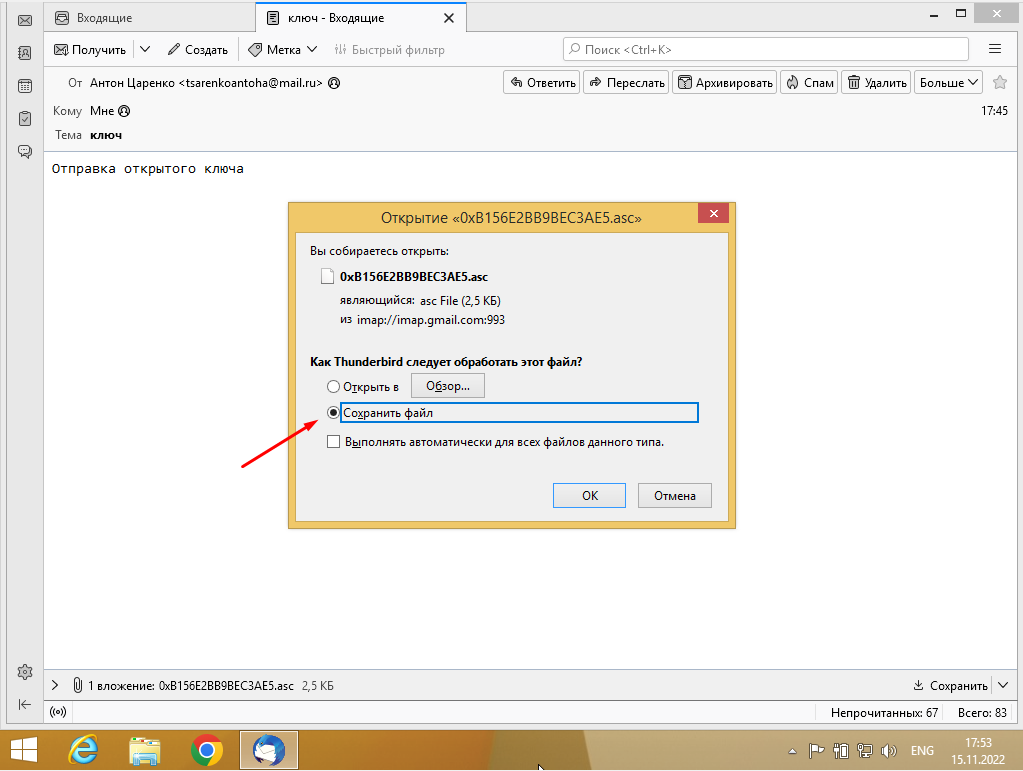 Входящие
ключ - Входящие
Получить
Создать
Метка
Быстрый фильтр
Поиск <Ctrl+K>
От Антон Царенко <tsarenkoantoha@mail.ru>
Ответить
Переслать
Архивировать
Спам
Удалить
Больше
Кому Мне
17:45
Тема ключ
Отправка открытого ключа
Открытие «0xB156E2BB9BEC3AE5.asc»
Вы собираетесь открыть:
0xB156E2BB9BEC3AE5.asc
являющийся: asc File (2,5 КБ)
из imap://imap.gmail.com:993
Как Thunderbird следует обработать этот файл?
Открыть в
Обзор...
Сохранить файл
Выполнять автоматически для всех файлов данного типа.
OK
Отмена
1 вложение: 0xB156E2BB9BEC3AE5.asc 2,5 КБ
Сохранить
Непрочитанных: 67
Всего: 83
ENG
17:53
15.11.2022